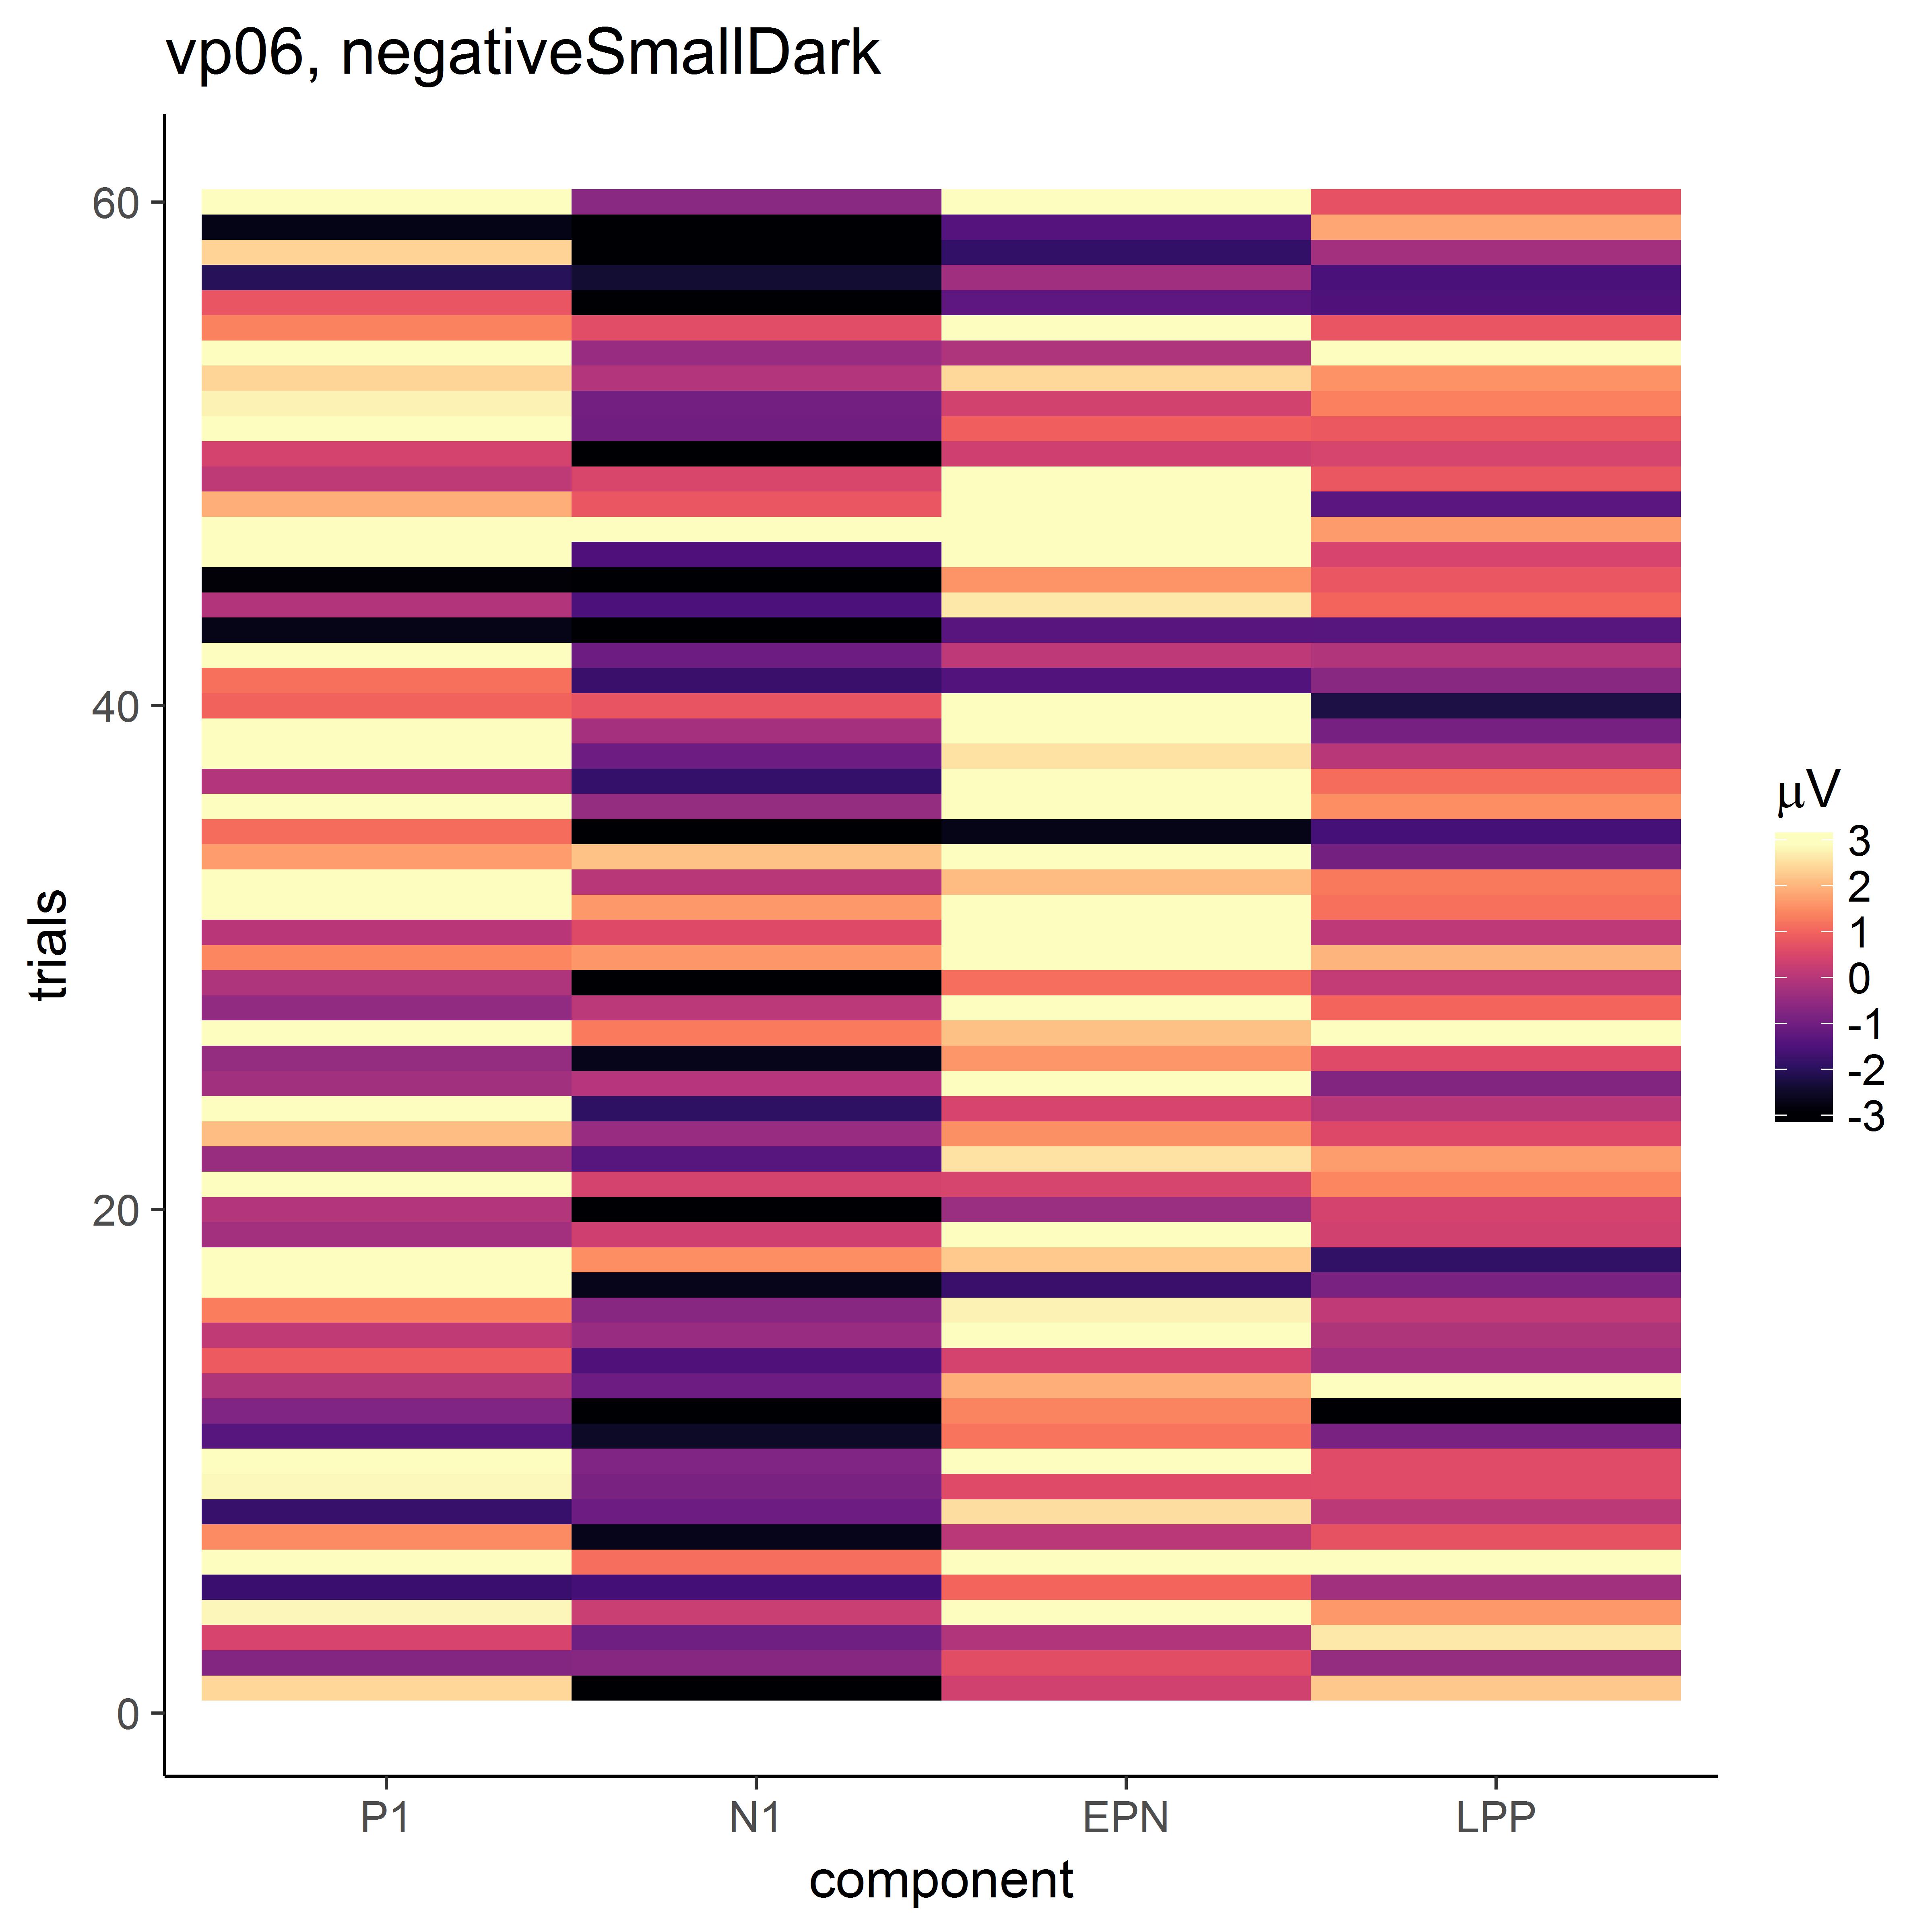 vp06, negativeSmallDark
60
40
20
0
trials
P1 N1 EPN LPP
component
μV
3
2
1
0
-1
-2
-3